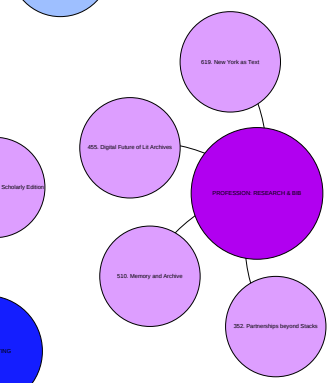 619. New York as Text
455. Digital Future of Lit Archives
Scholarly Edition
PROFESSION: RESEARCH & BIB
510. Memory and Archive
352. Partnerships beyond Stacks